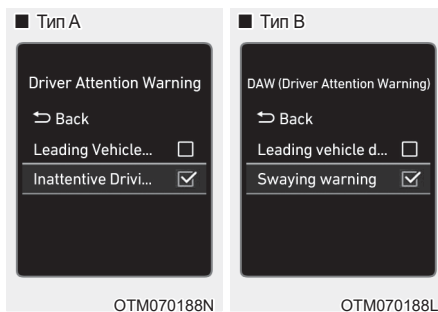 ■ Тип A
Driver Attention Warning
Back
Leading Vehicle...
Inattentive Drivi...
OTM070188N
■ Тип B
DAW (Driver Attention Warning)
Back
Leading vehicle d...
Swaying warning
OTM070188L